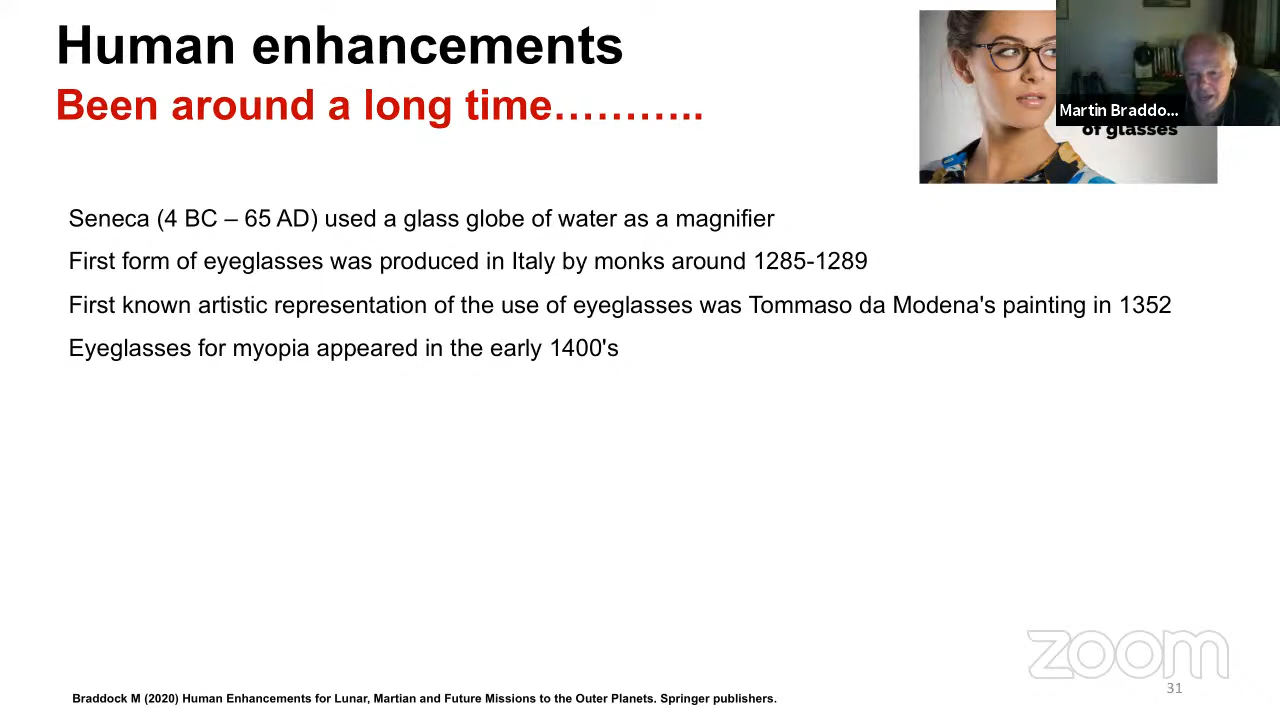 Human enhancements
Been around a long time………..
Martin Braddo...
of glasses
Seneca (4 BC – 65 AD) used a glass globe of water as a magnifier
First form of eyeglasses was produced in Italy by monks around 1285-1289
First known artistic representation of the use of eyeglasses was Tommaso da Modena's painting in 1352
Eyeglasses for myopia appeared in the early 1400's
zoom
31
Braddock M (2020) Human Enhancements for Lunar, Martian and Future Missions to the Outer Planets. Springer publishers.